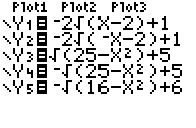 Plot1 Plot2 Plot3
\Y₁=-2√(X-2)+1
\Y₂=-2√(-X-2)+1
\Y₃=√(25-X²)+5
\Y₄=-√(25-X²)+5
\Y₅=-√(16-X²)+6